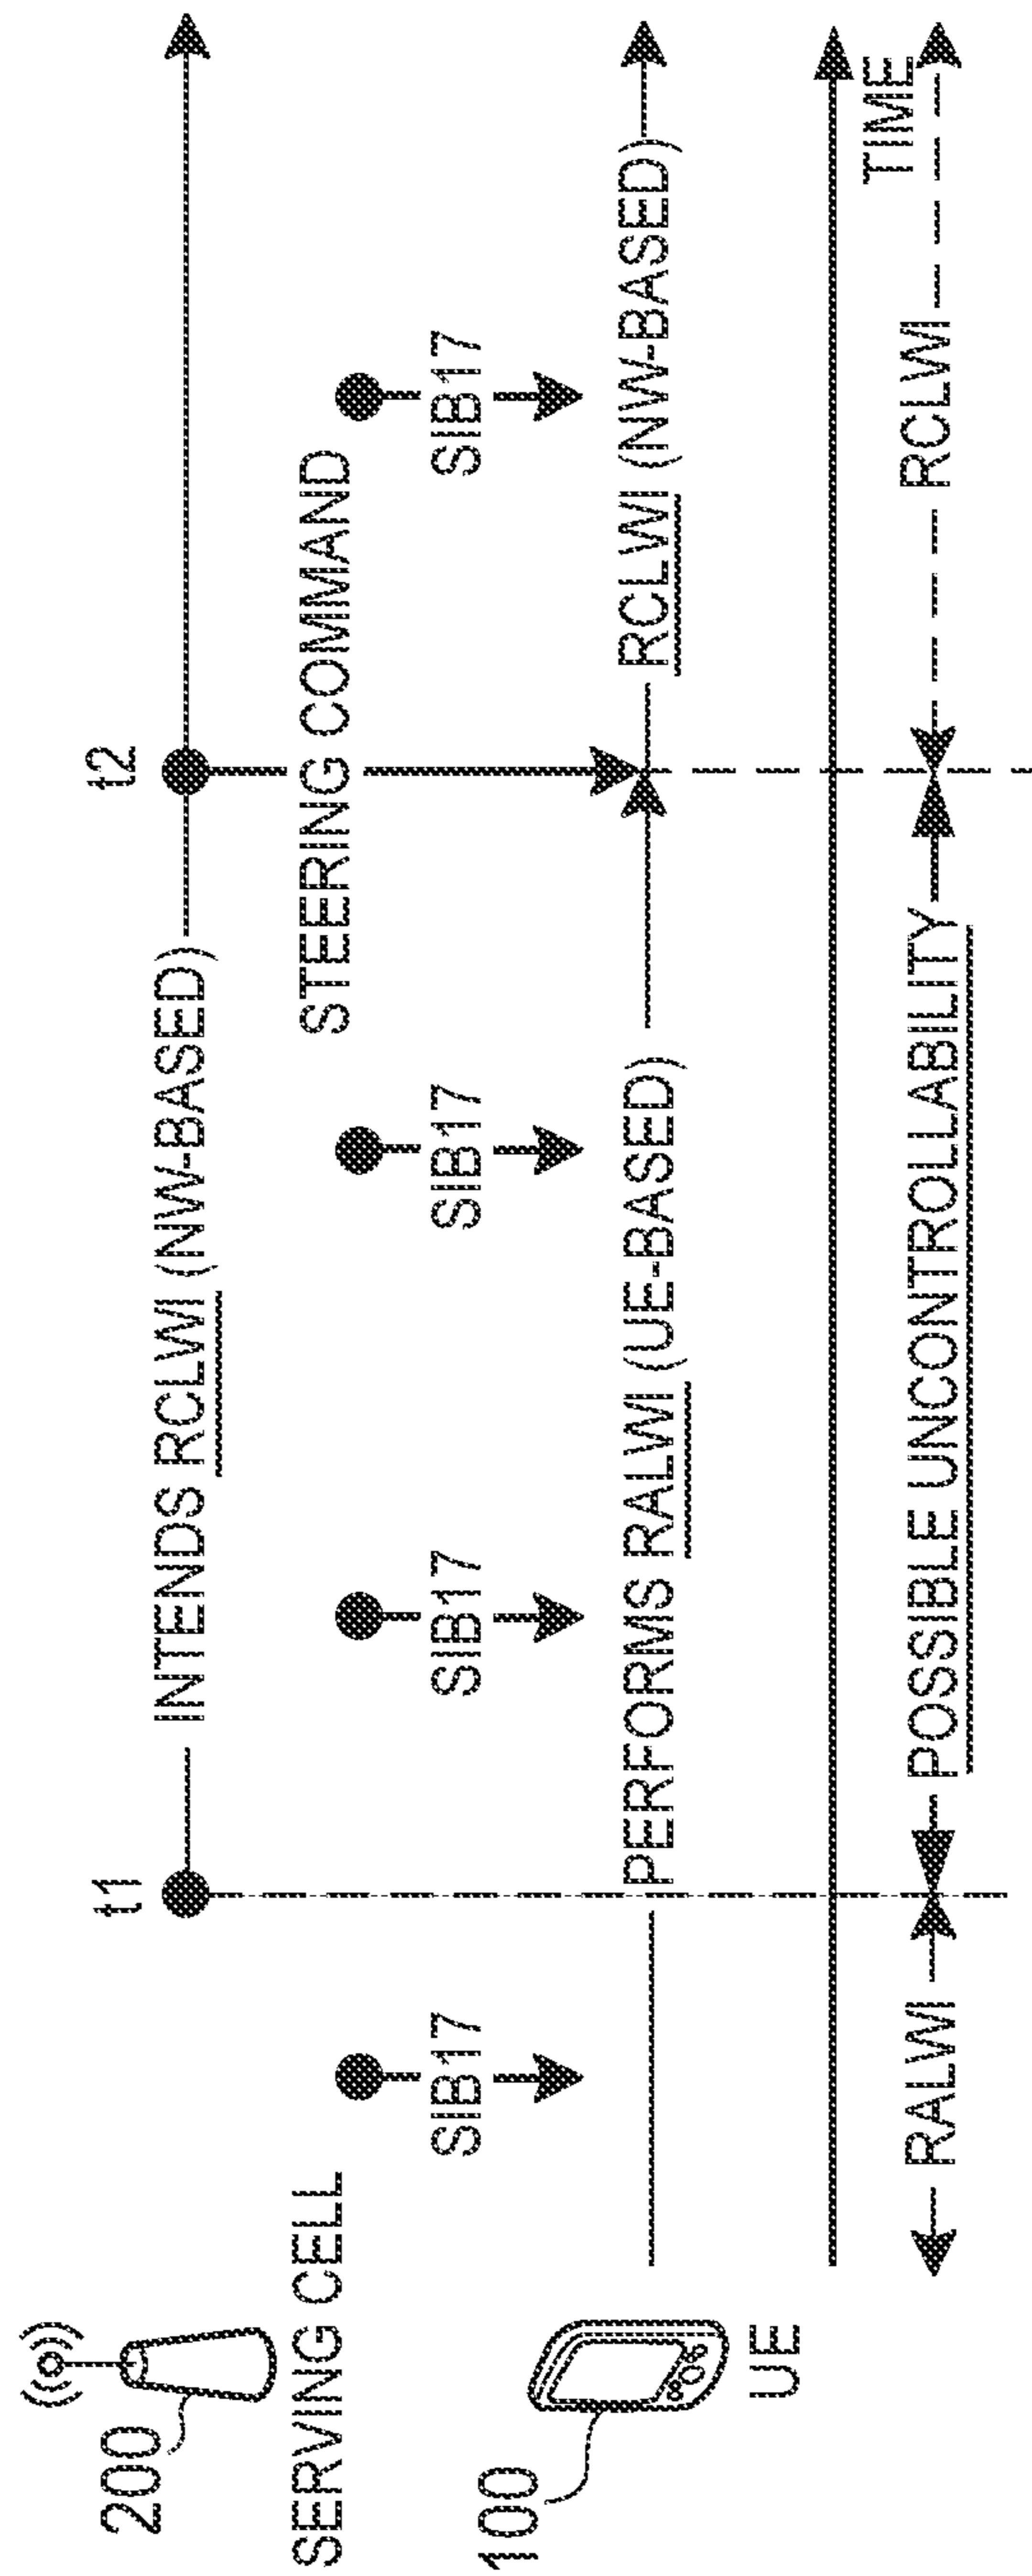 t1
t2
200
INTENDS RCLWI (NW-BASED)
SERVING CELL
STEERING COMMAND
SIB17
SIB17
SIB17
SIB17
100
PERFORMS RALWI (UE-BASED)
RCLWI (NW-BASED)
UE
TIME
RALWI
POSSIBLE UNCONTROLLABILITY
RCLWI